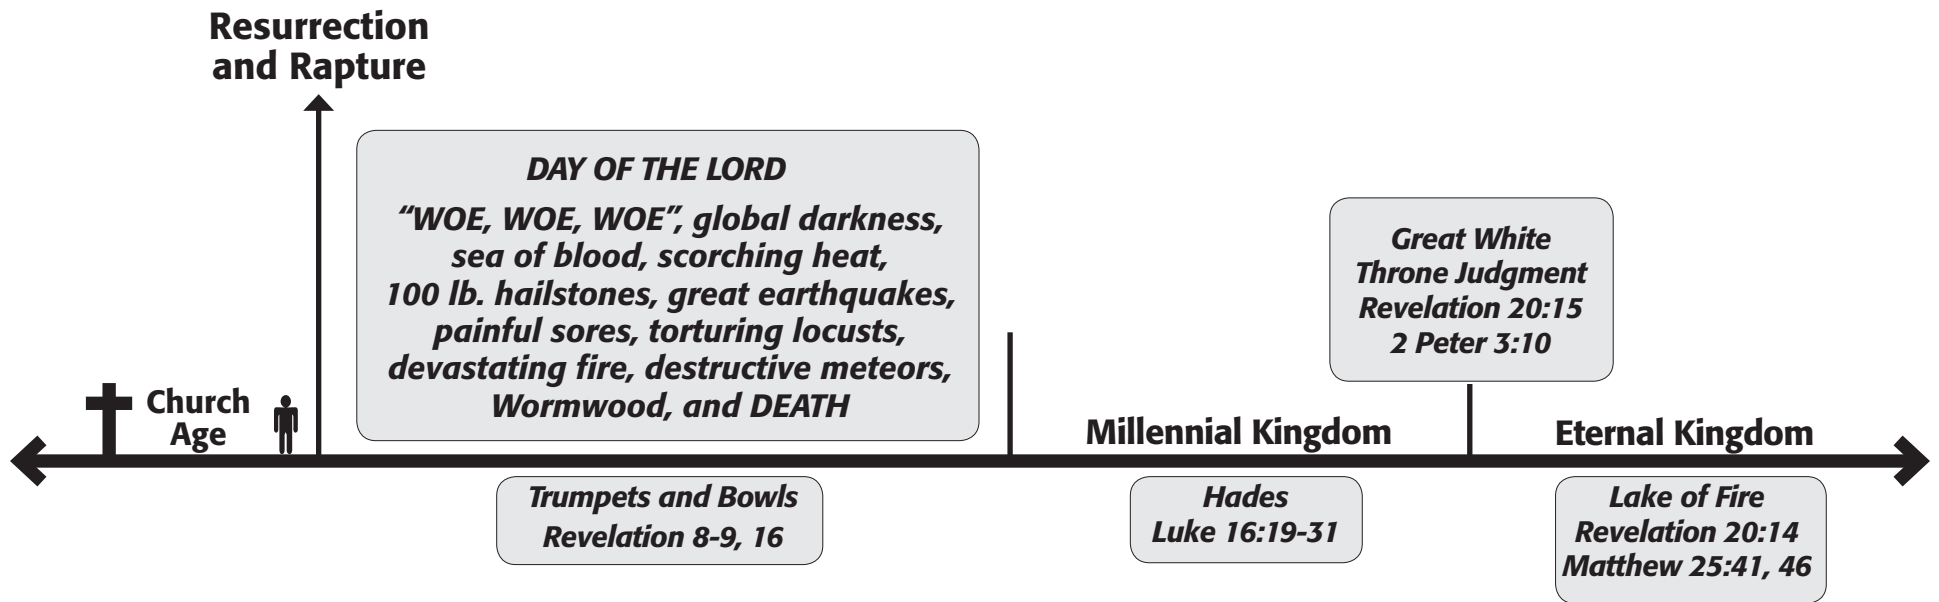 Resurrection
and Rapture
DAY OF THE LORD
“WOE, WOE, WOE”, global darkness,
sea of blood, scorching heat,
100 lb. hailstones, great earthquakes,
painful sores, torturing locusts,
devastating fire, destructive meteors,
Wormwood, and DEATH
Great White
Throne Judgment
Revelation 20:15
2 Peter 3:10
Church
Age
Millennial Kingdom
Eternal Kingdom
Trumpets and Bowls
Revelation 8-9, 16
Hades
Luke 16:19-31
Lake of Fire
Revelation 20:14
Matthew 25:41, 46